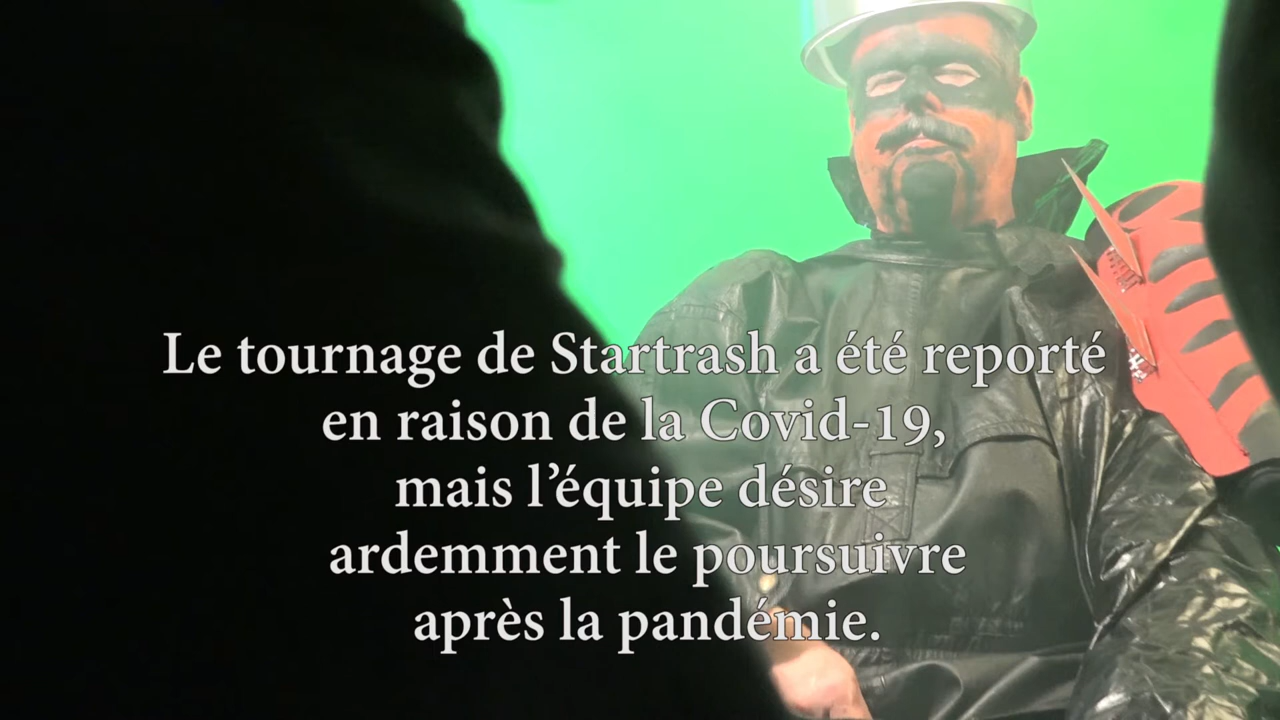 Le tournage de Startrash a été reporté
en raison de la Covid-19,
mais l’équipe désire
ardemment le poursuivre
après la pandémie.